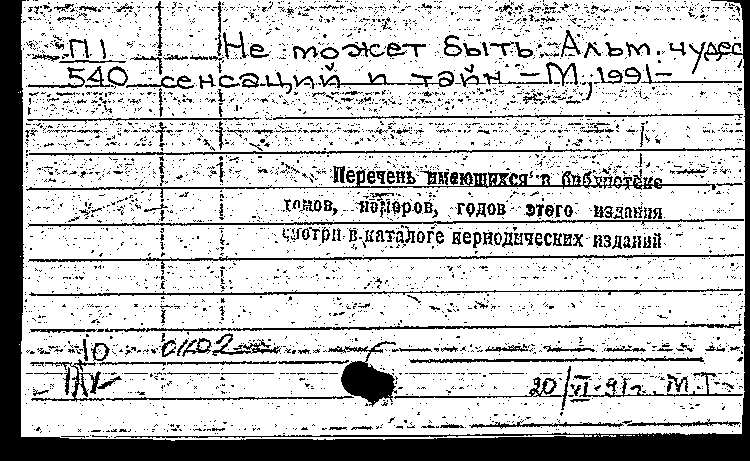 П1 Не может быть: Альм. чудес,
540 сенсаций и тайн. – М., 1991–
Перечень имеющихся в библиотеке
томов, номеров, годов этого издания
смотри в каталоге периодических изданий
10
20/VI-91г. М.Т.